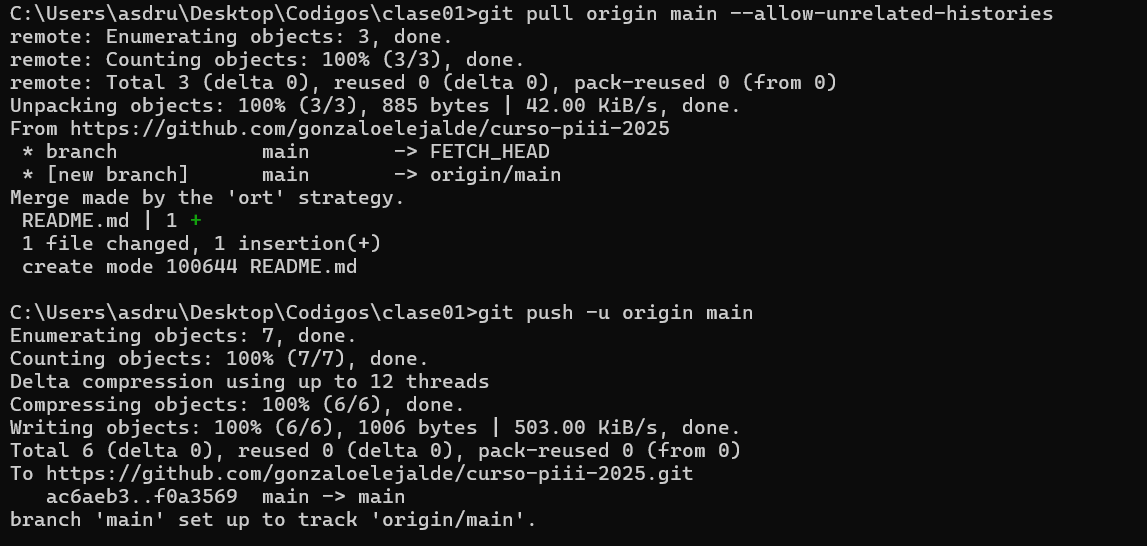 C:\Users\asdru\Desktop\Codigos\clase01>git pull origin main --allow-unrelated-histories
remote: Enumerating objects: 3, done.
remote: Counting objects: 100% (3/3), done.
remote: Total 3 (delta 0), reused 0 (delta 0), pack-reused 0 (from 0)
Unpacking objects: 100% (3/3), 885 bytes | 42.00 KiB/s, done.
From https://github.com/gonzaloelejalde/curso-piii-2025
 * branch            main       -> FETCH_HEAD
 * [new branch]      main       -> origin/main
Merge made by the 'ort' strategy.
 README.md | 1 +
 1 file changed, 1 insertion(+)
 create mode 100644 README.md

C:\Users\asdru\Desktop\Codigos\clase01>git push -u origin main
Enumerating objects: 7, done.
Counting objects: 100% (7/7), done.
Delta compression using up to 12 threads
Compressing objects: 100% (6/6), done.
Writing objects: 100% (6/6), 1006 bytes | 503.00 KiB/s, done.
Total 6 (delta 0), reused 0 (delta 0), pack-reused 0 (from 0)
To https://github.com/gonzaloelejalde/curso-piii-2025.git
   ac6aeb3..f0a3569  main -> main
branch 'main' set up to track 'origin/main'.